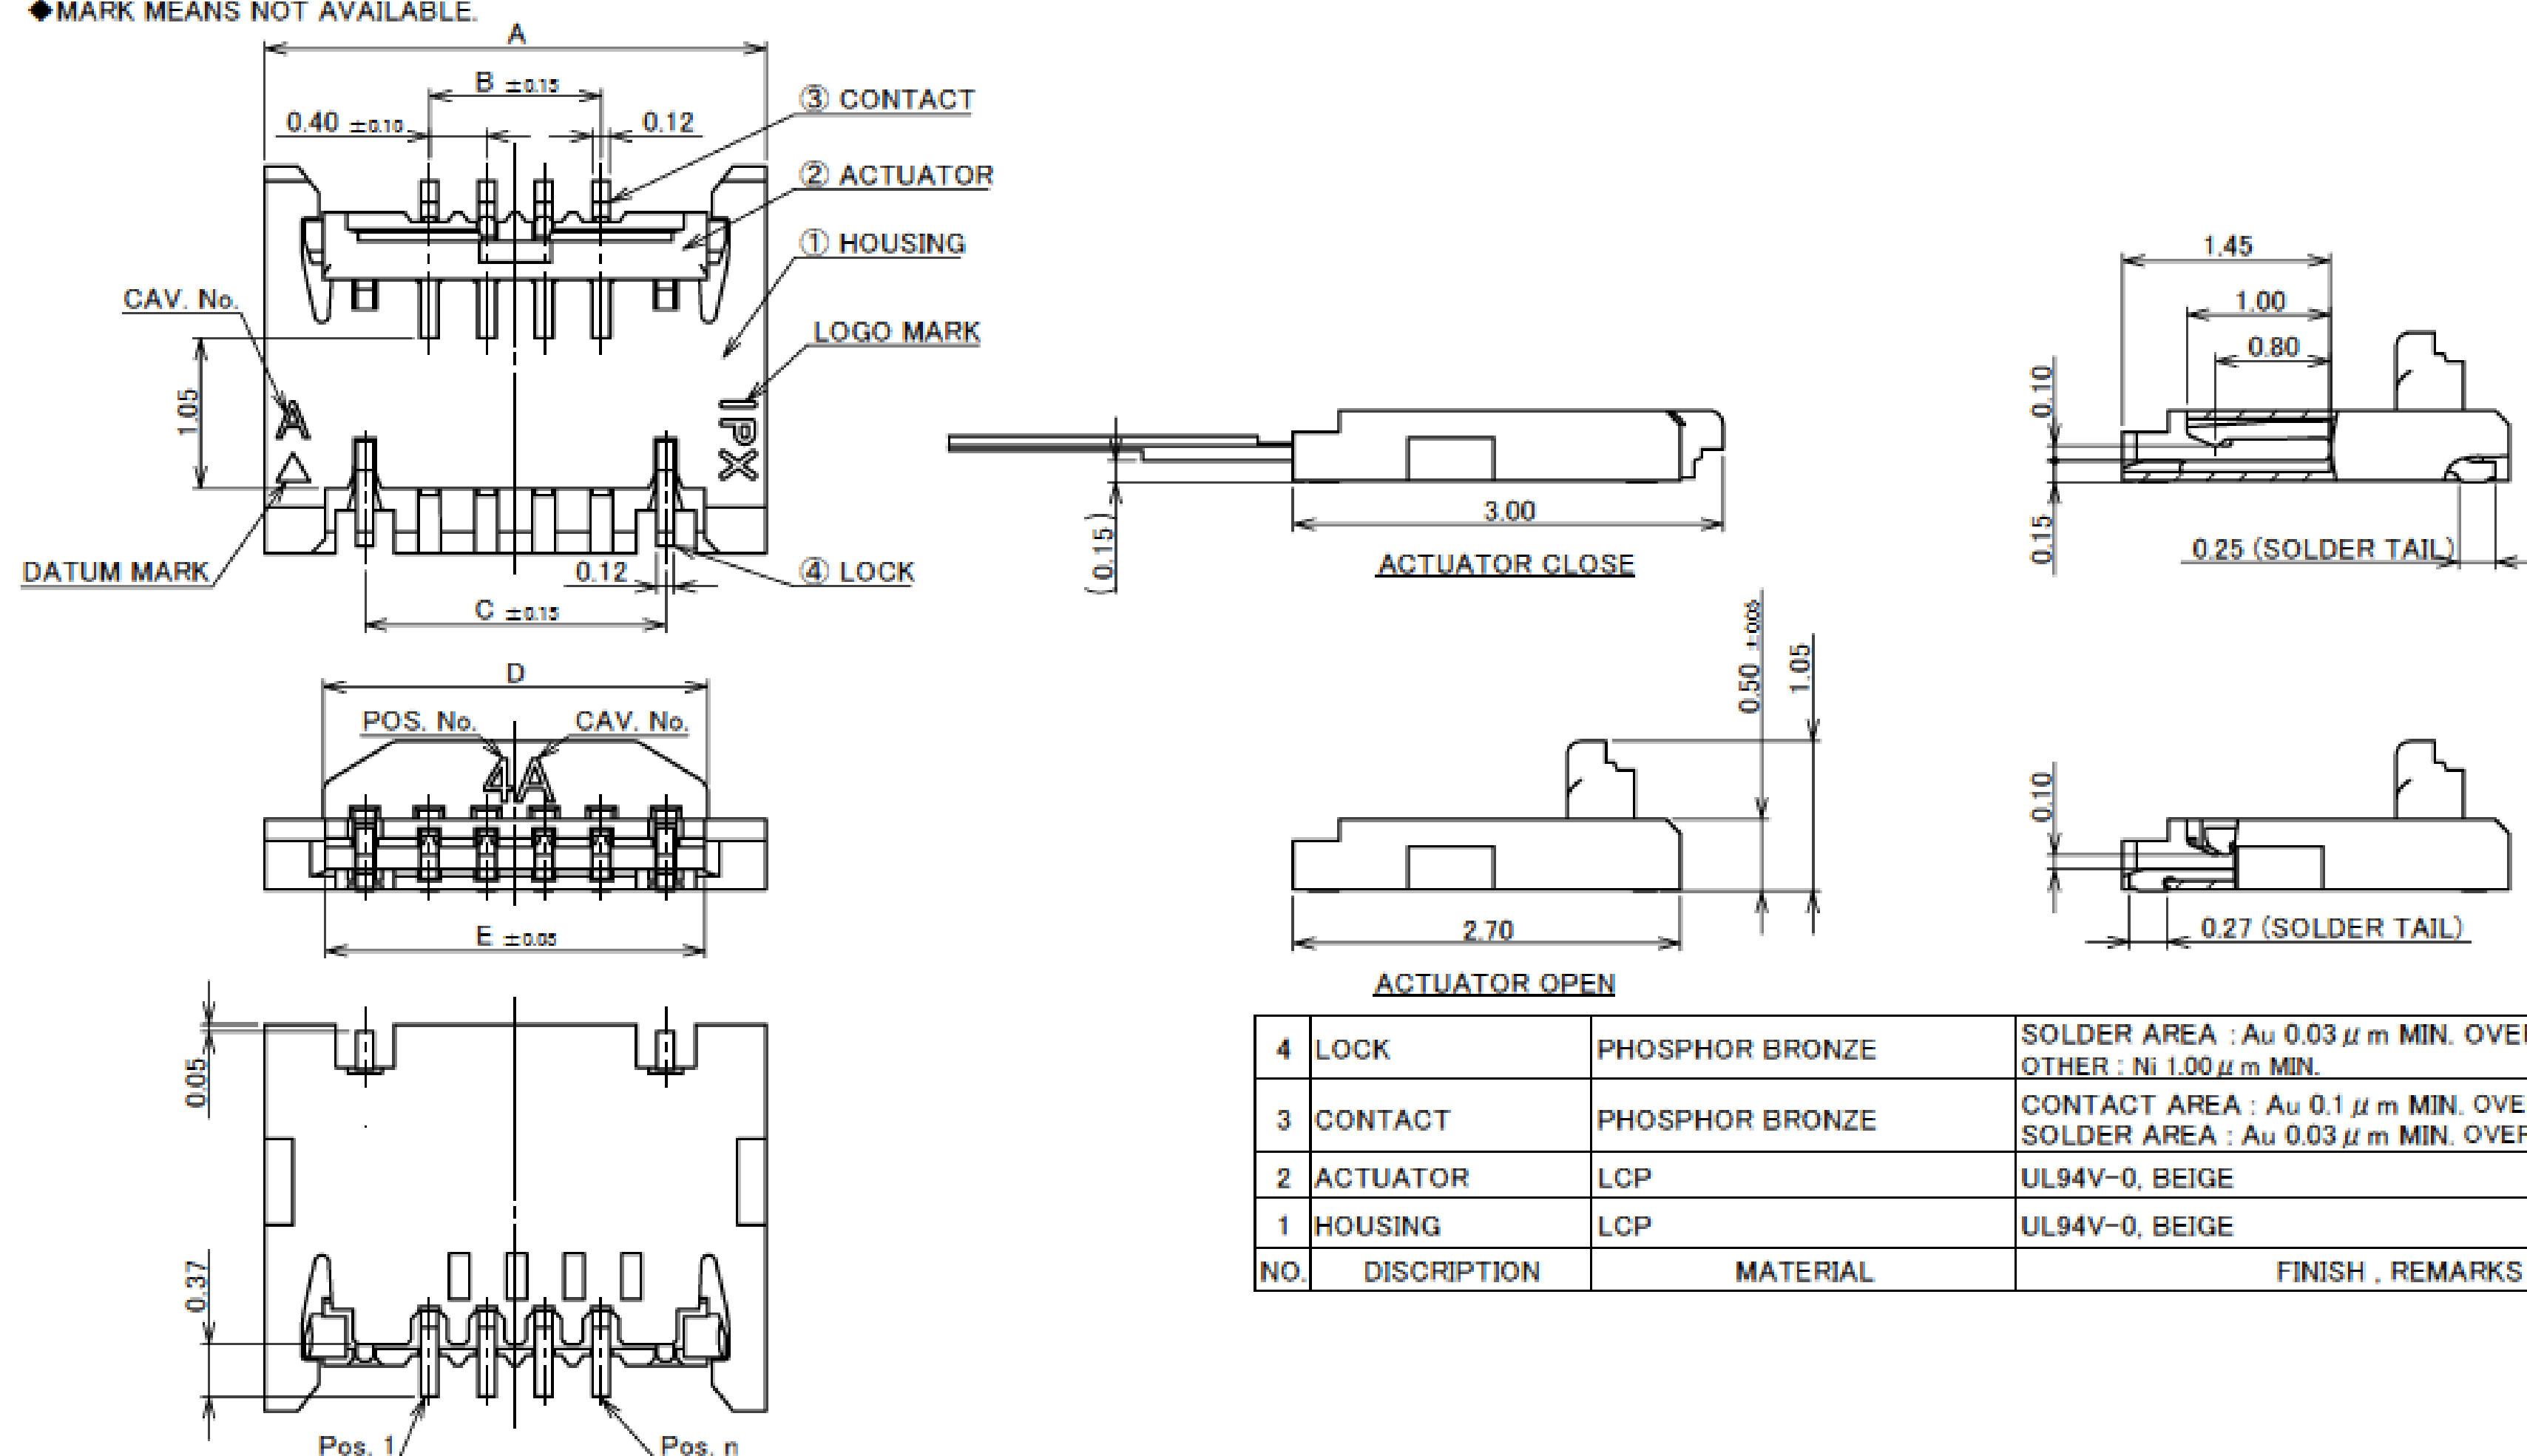 ◆MARK MEANS NOT AVAILABLE.
A
B ±0.15
0.40 ±0.10
0.12
③ CONTACT
② ACTUATOR
① HOUSING
CAV. No.
LOGO MARK
1.05
A
IPX
DATUM MARK
0.12
④ LOCK
C ±0.15
(0.15)
3.00
ACTUATOR CLOSE
1.45
1.00
0.80
0.10
0.15
0.25 (SOLDER TAIL)
D
POS. No.
CAV. No.
4A
E ±0.05
0.50 ±0.05
1.05
2.70
ACTUATOR OPEN
0.10
0.27 (SOLDER TAIL)
0.05
0.37
Pos. 1
Pos. n
4 LOCK PHOSPHOR BRONZE SOLDER AREA : Au 0.03 μm MIN.
OTHER : Ni 1.00 μm MIN.
3 CONTACT PHOSPHOR BRONZE CONTACT AREA : Au 0.1 μm MIN.
SOLDER AREA : Au 0.03 μm MIN.
2 ACTUATOR LCP UL94V-0, BEIGE
1 HOUSING LCP UL94V-0, BEIGE
NO. DISCRIPTION MATERIAL FINISH , REMARKS